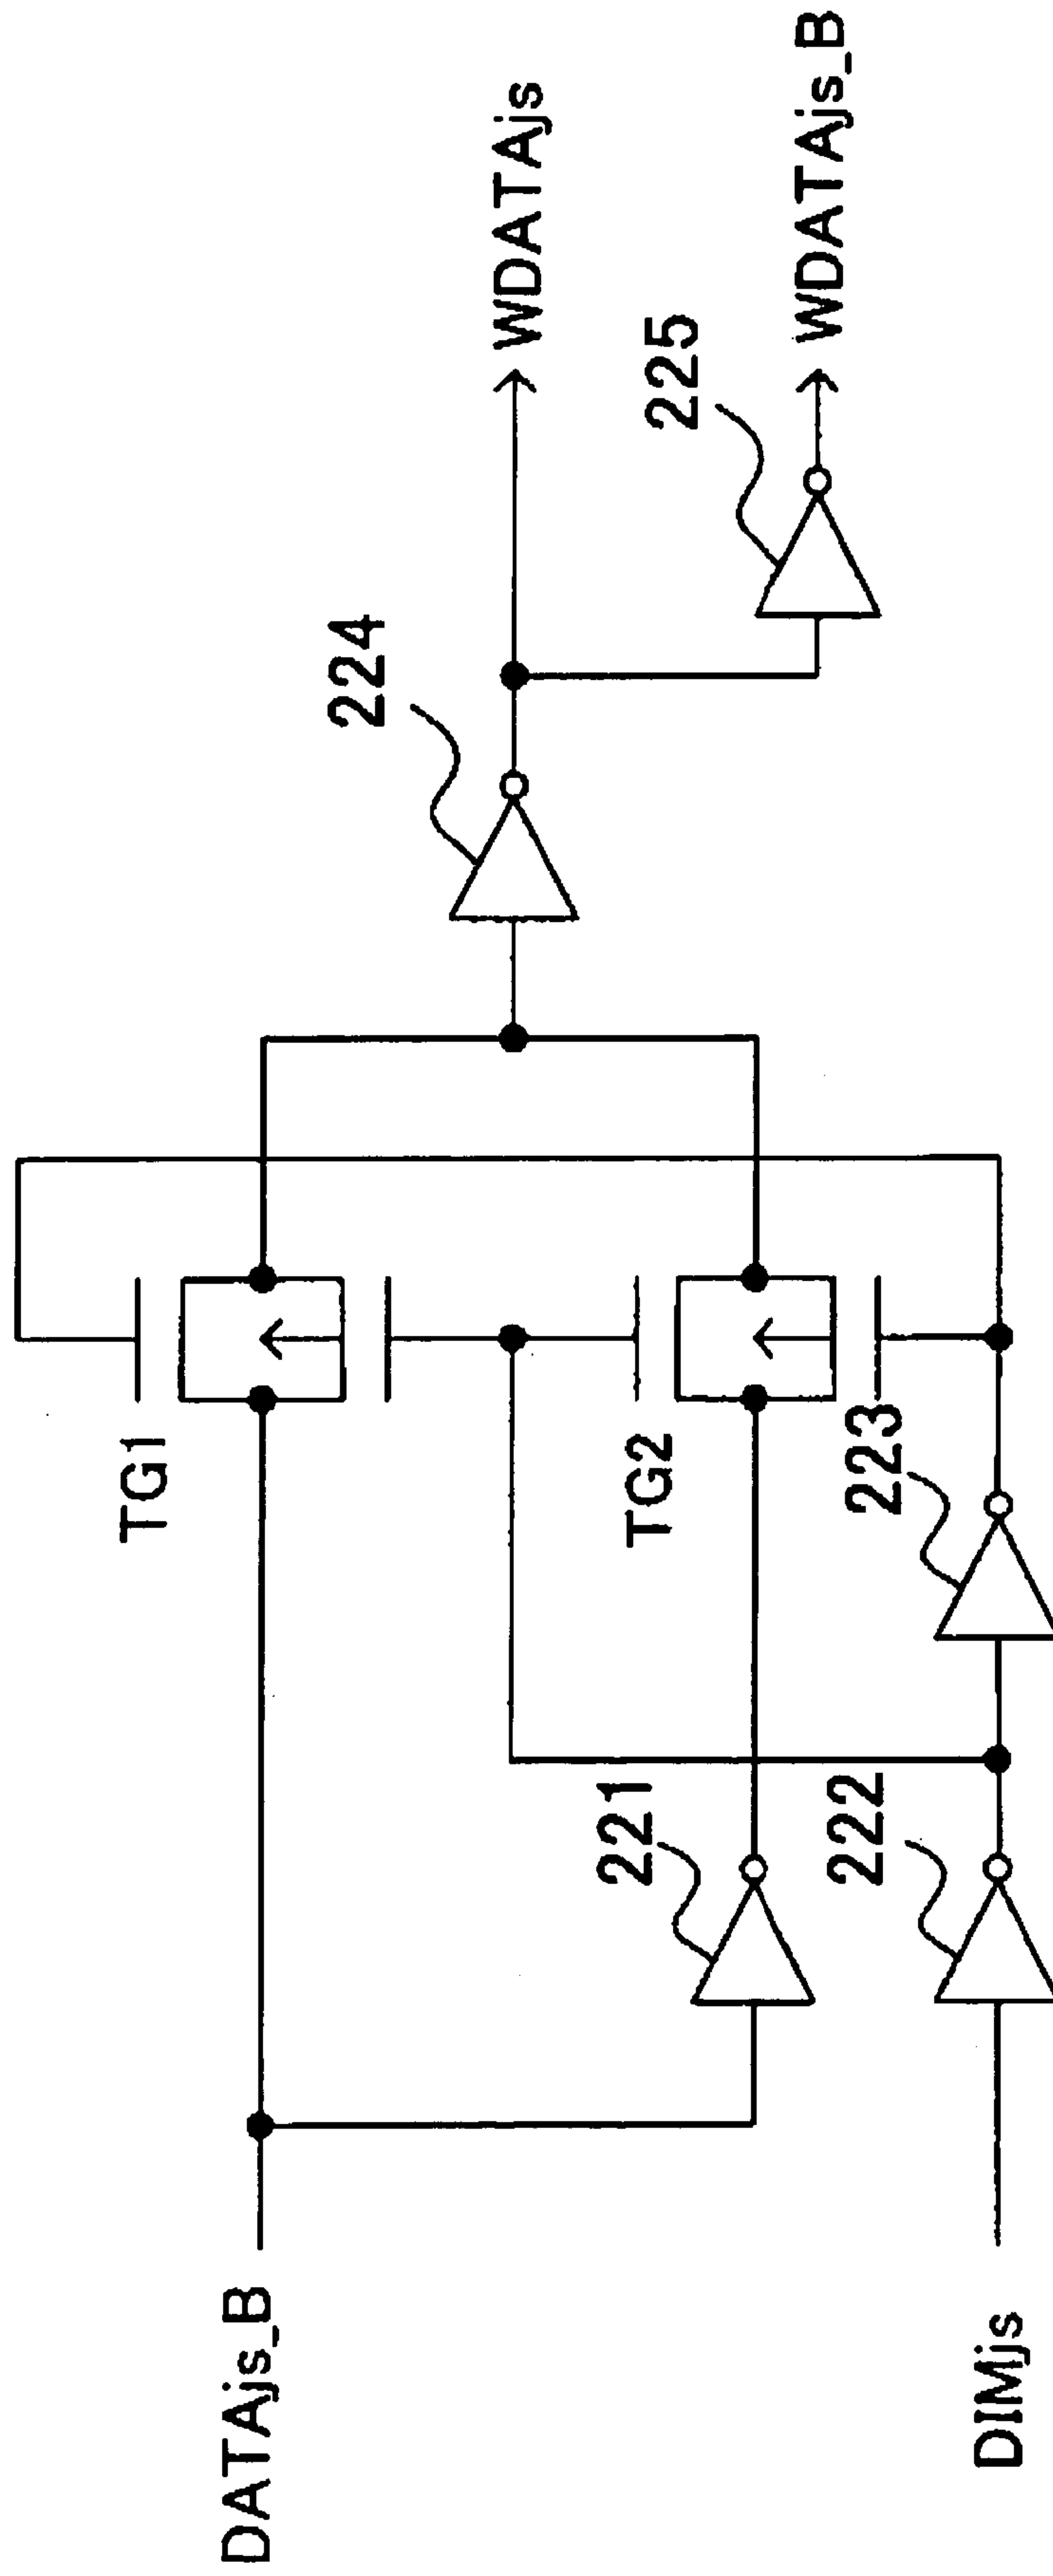 DATAjs_B
DIMjs
221
222
TG1
TG2
223
224
225
WDATAjs
WDATAjs_B